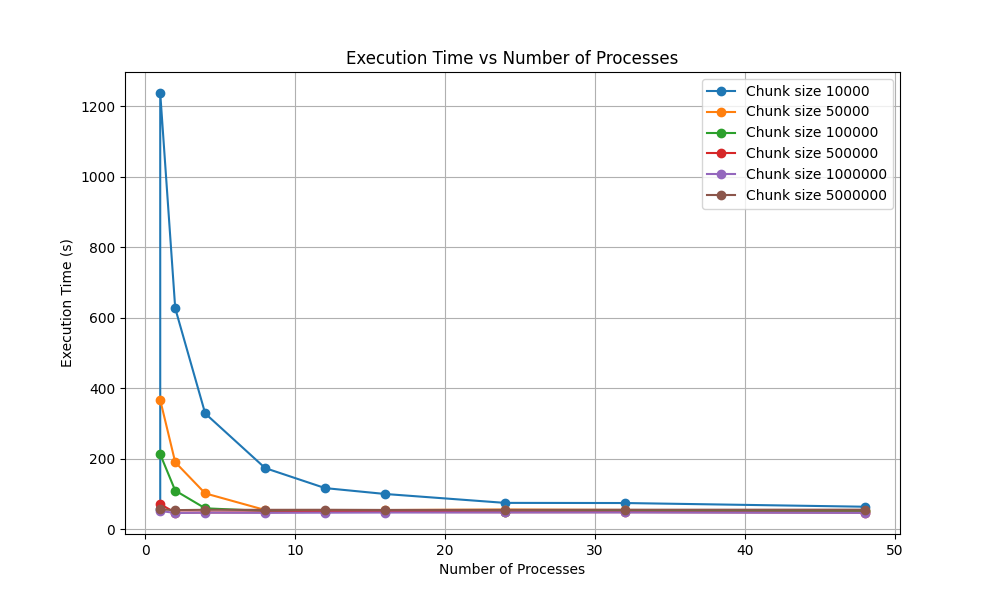 Execution Time vs Number of Processes
Chunk size 10000
Chunk size 50000
Chunk size 100000
Chunk size 500000
Chunk size 1000000
Chunk size 5000000
Execution Time (s)
1200
1000
800
600
400
200
0
0 10 20 30 40 50
Number of Processes